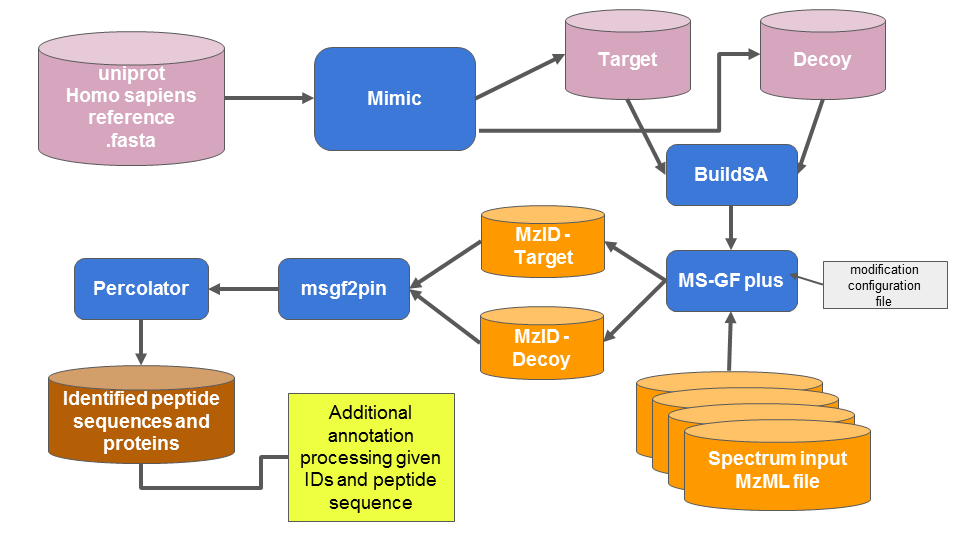 uniprot
Homo sapiens
reference
.fasta
Mimic
Target
Decoy
BuildSA
MzID -
Target
MS-GF plus
modification
configuration
file
Percolator
msgf2pin
MzID -
Decoy
Identified peptide
sequences and
proteins
Additional
annotation
processing given
IDs and peptide
sequence
Spectrum input
MzML file